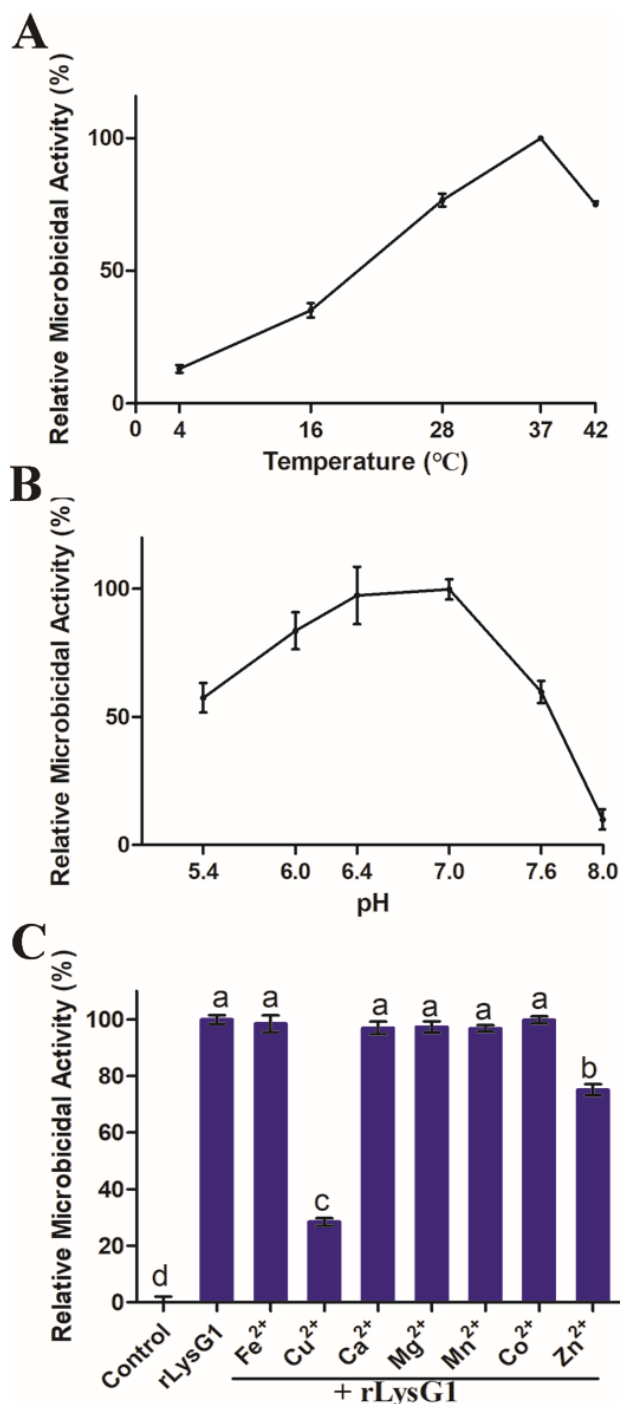 A
Relative Microbicidal Activity (%)
100
50
0
0 4 16 28 37 42
Temperature (°C)
B
Relative Microbicidal Activity (%)
100
50
0
5.4 6.0 6.4 7.0 7.6 8.0
pH
C
Relative Microbicidal Activity (%)
100
80
60
40
20
0
d a a c a a a a b
Control rLysG1 Fe²⁺ Cu²⁺ Ca²⁺ Mg²⁺ Mn²⁺ Co²⁺ Zn²⁺
+ rLysG1